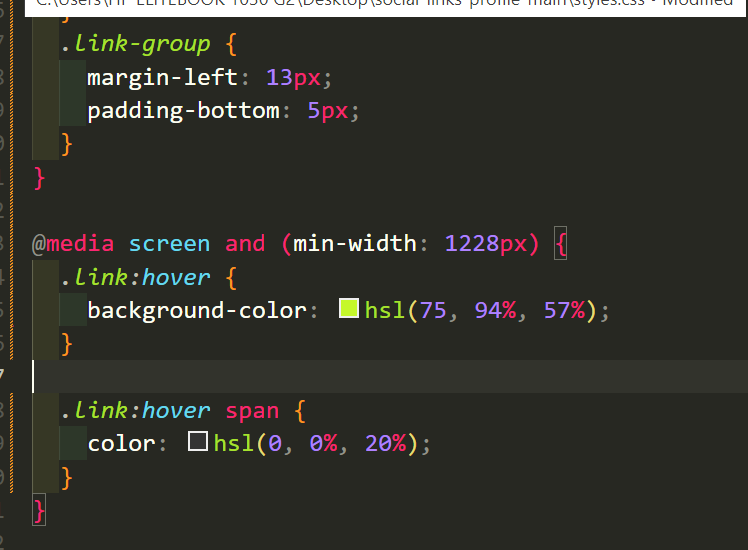 C:\Users\HP ELITEBOOK 1030 G2\Desktop\social-links-profile-main\styles.css - Modified
}
.link-group {
margin-left: 13px;
padding-bottom: 5px;
}
}
@media screen and (min-width: 1228px) {
.link:hover {
background-color: hsl(75, 94%, 57%);
}
.link:hover span {
color: hsl(0, 0%, 20%);
}
}